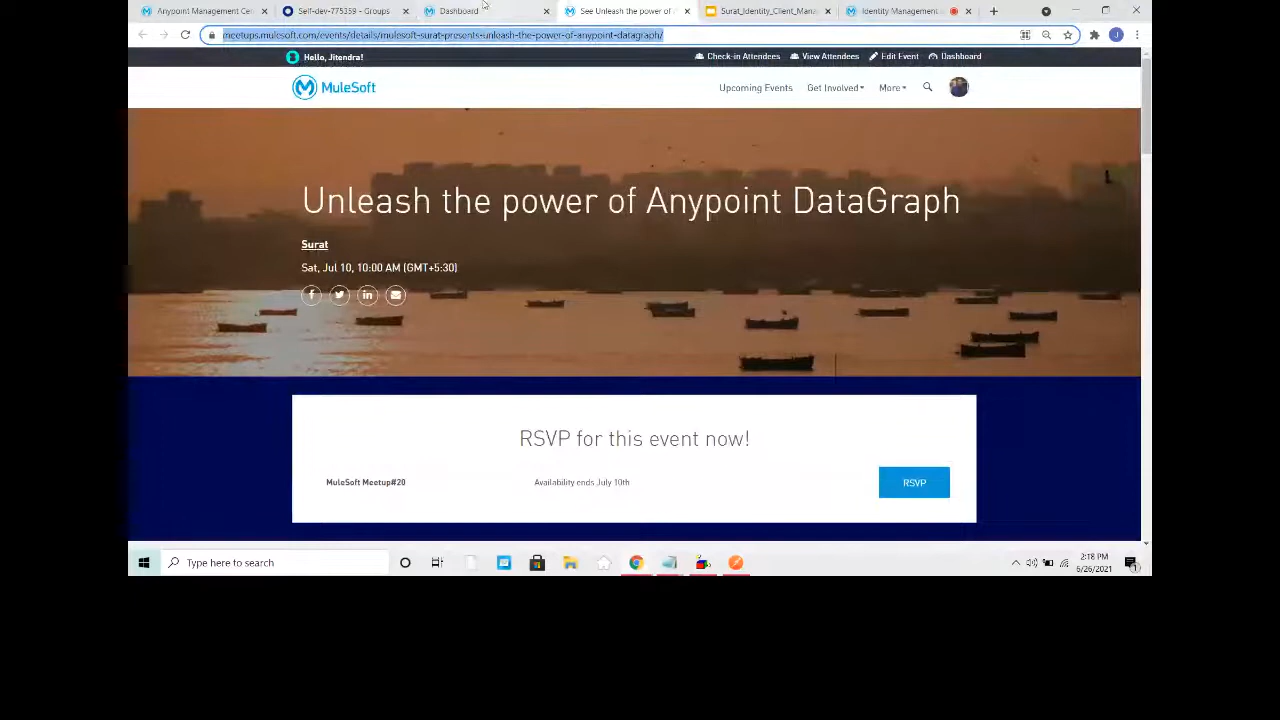 Anypoint Management Cen
Self-dev-775359 - Groups
Dashboard
See Unleash the power of
Surat_Identity_Client_Man
Identity Management
meetups.mulesoft.com/events/details/mulesoft-surat-presents-unleash-the-power-of-anypoint-datagraph/
J
Hello, Jitendra!
Check-in Attendees
View Attendees
Edit Event
Dashboard
MuleSoft
Upcoming Events
Get Involved
More
Unleash the power of Anypoint DataGraph
Surat
Sat, Jul 10, 10:00 AM (GMT+5:30)
RSVP for this event now!
MuleSoft Meetup#20
Availability ends July 10th
RSVP
Type here to search
2:18 PM
6/26/2021